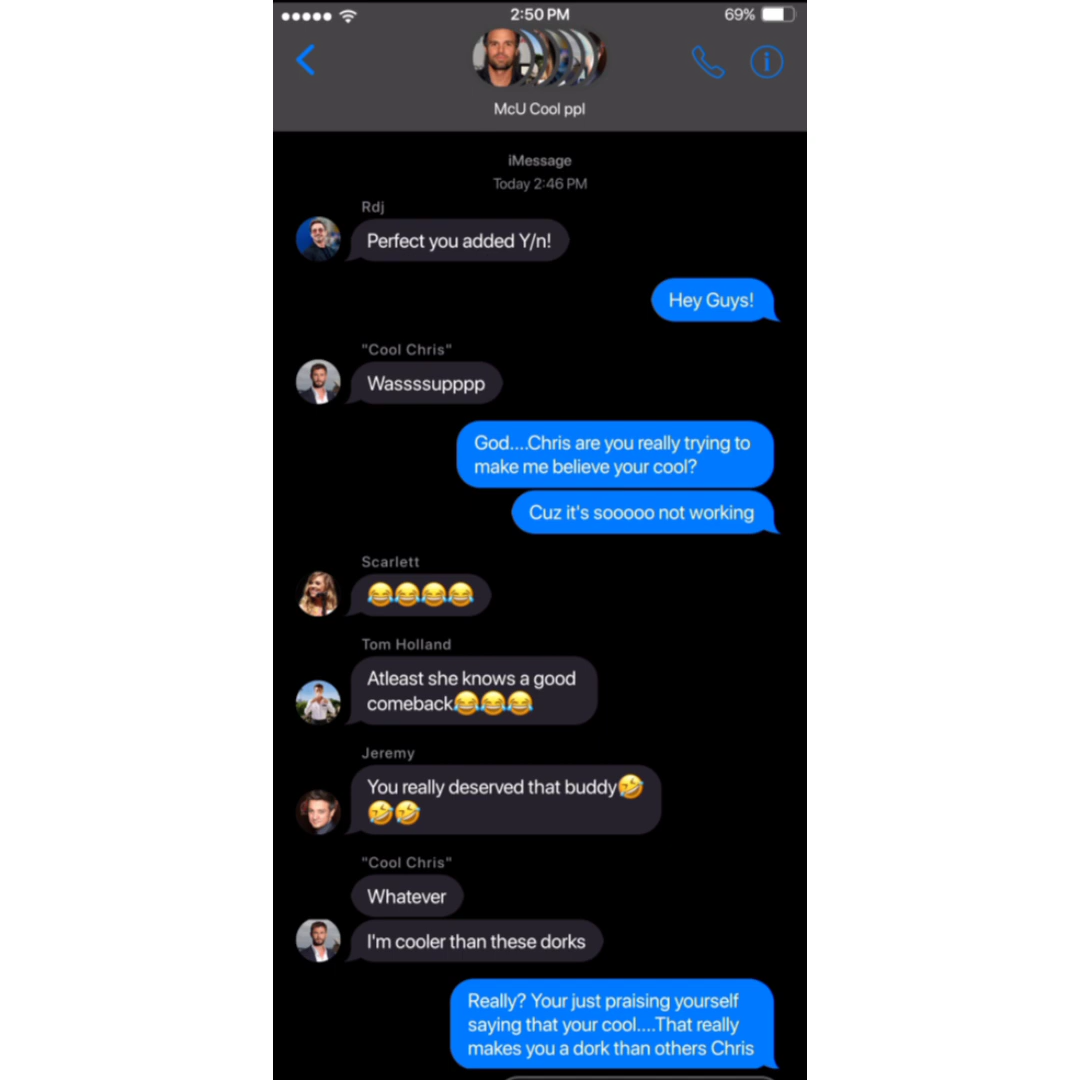 2:50 PM
69%
McU Cool ppl
iMessage
Today 2:46 PM
Rdj
Perfect you added Y/n!
Hey Guys!
"Cool Chris"
Wassssupppp
God....Chris are you really trying to
make me believe your cool?
Cuz it's sooooo not working
Scarlett
😂😂😂😂
Tom Holland
Atleast she knows a good
comeback😂😂😂
Jeremy
You really deserved that buddy🤣
🤣🤣
"Cool Chris"
Whatever
I'm cooler than these dorks
Really? Your just praising yourself
saying that your cool....That really
makes you a dork than others Chris